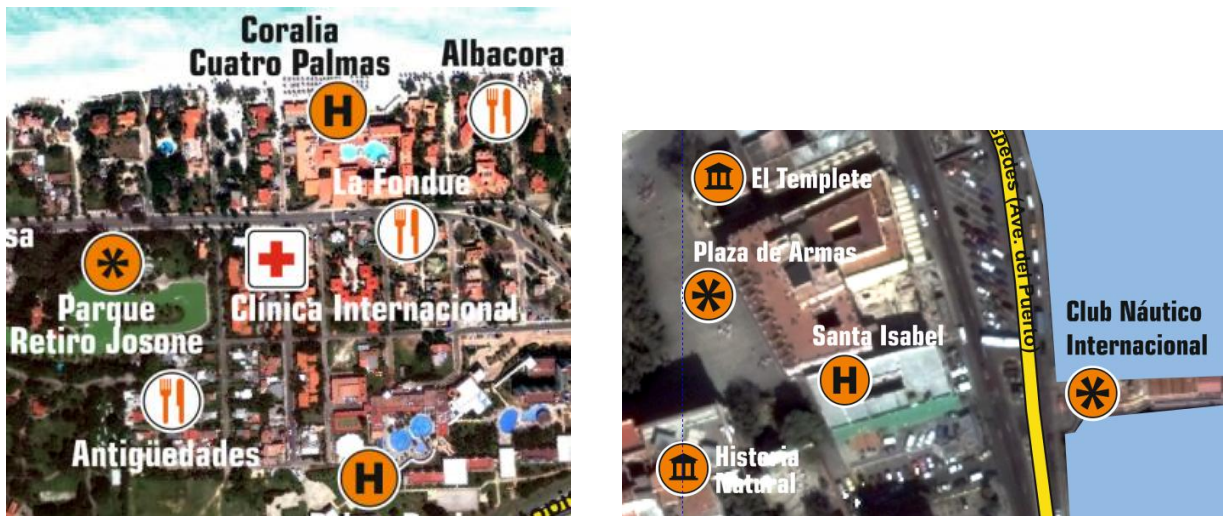 Coralia
Cuatro Palmas
Albacora
H
La Fondue
sa
Parque
Retiro Josone
Clínica Internacional
Antigüedades
H
El Templete
Plaza de Armas
(Ave. del Puerto)
Santa Isabel
H
Club Náutico
Internacional
Historia
Natural